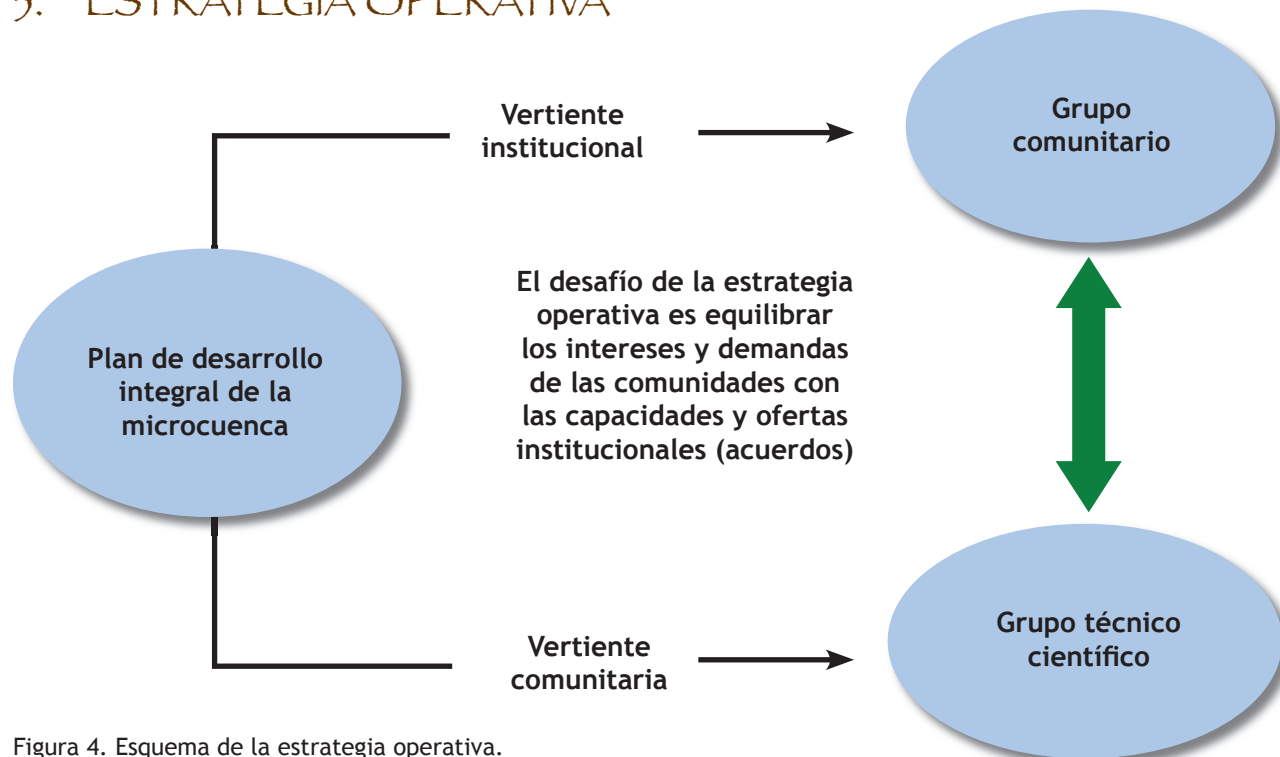 ESTRATEGIA OPERATIVA
Vertiente
institucional
Grupo
comunitario
Plan de desarrollo
integral de la
microcuenca
El desafío de la estrategia
operativa es equilibrar
los intereses y demandas
de las comunidades con
las capacidades y ofertas
institucionales (acuerdos)
Vertiente
comunitaria
Grupo técnico
científico
Figura 4. Esquema de la estrategia operativa.